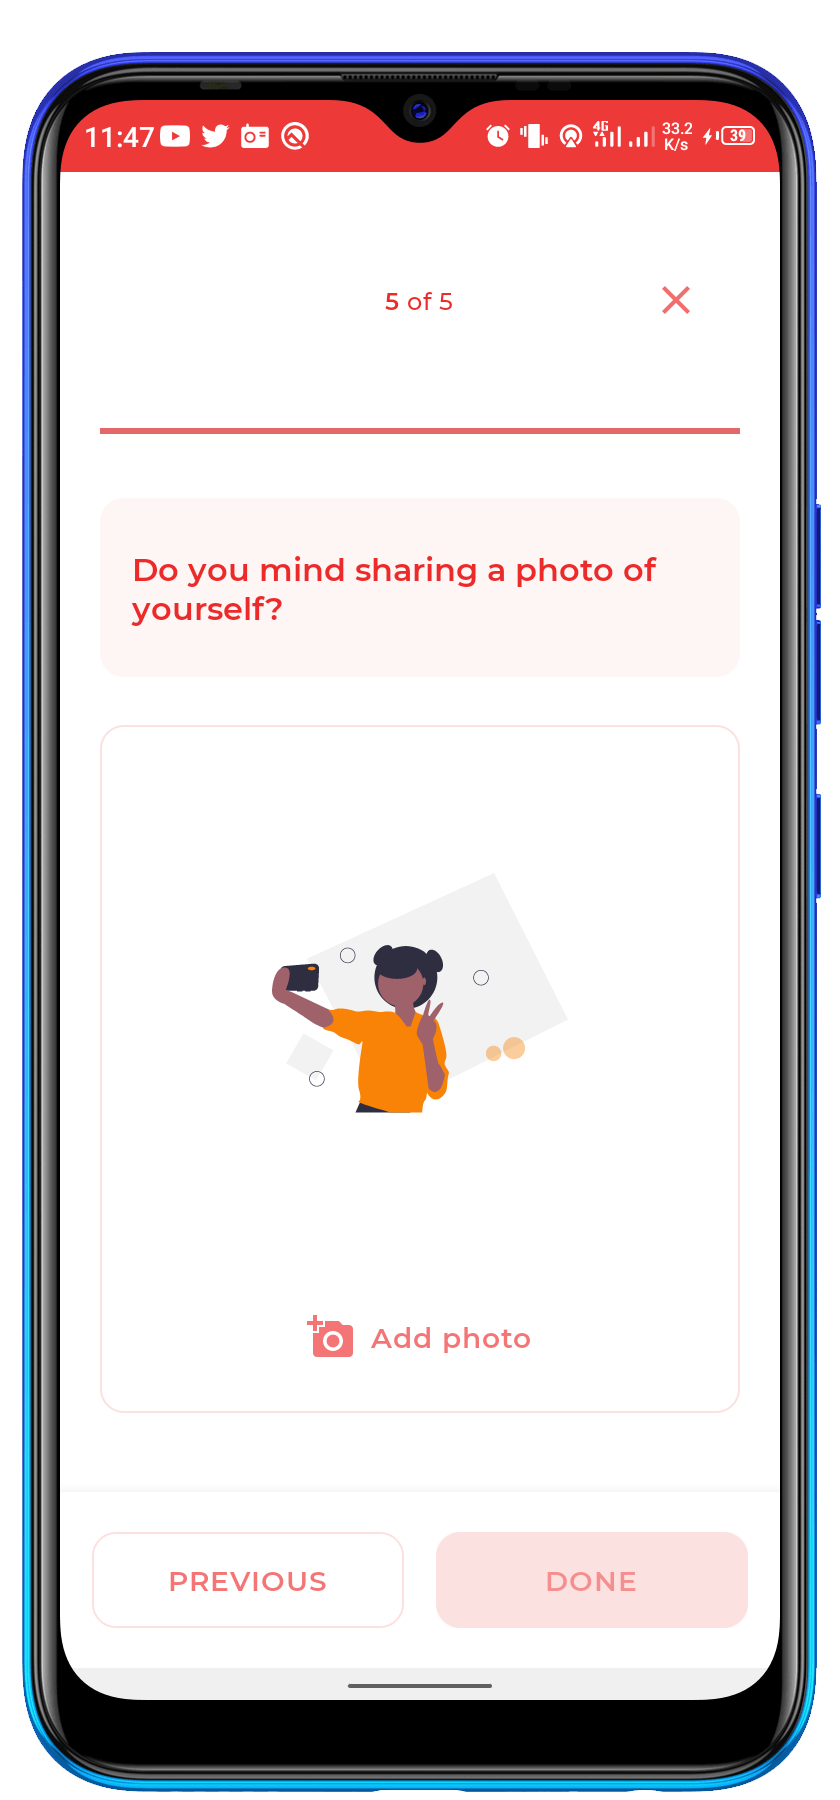 11:47
4G
33.2
K/s
39
5 of 5
Do you mind sharing a photo of
yourself?
Add photo
PREVIOUS
DONE